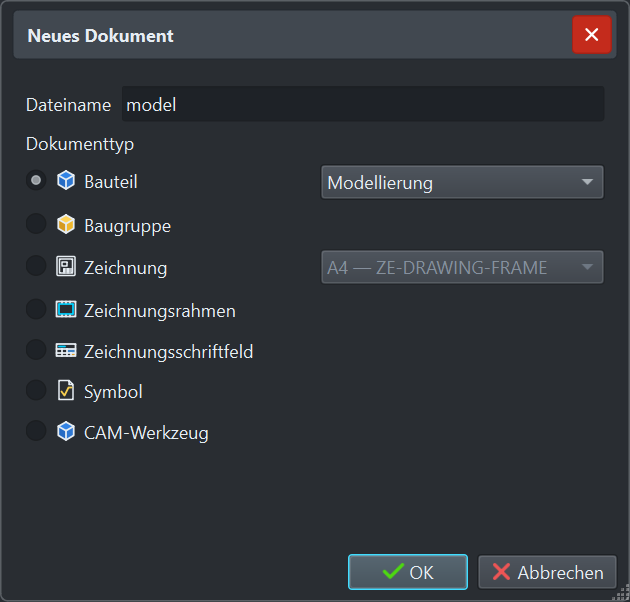 Neues Dokument
Dateiname model
Dokumenttyp
Bauteil Modellierung
Baugruppe
Zeichnung A4 — ZE-DRAWING-FRAME
Zeichnungsrahmen
Zeichnungsschriftfeld
Symbol
CAM-Werkzeug
OK Abbrechen